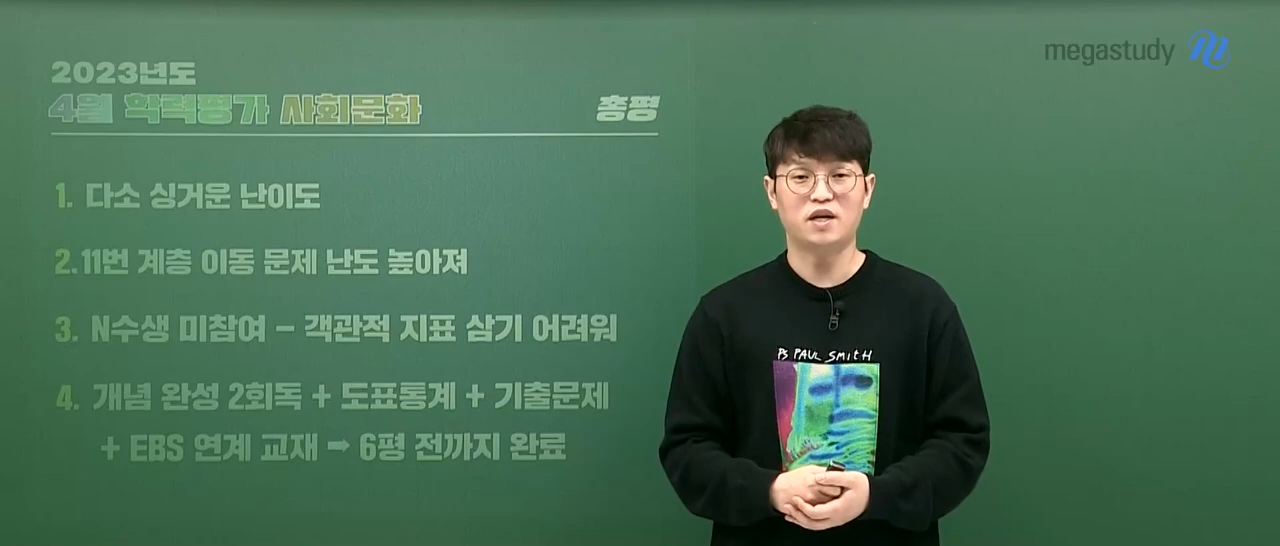 megastudy
2023년도
4월 학력평가 사회문화 총평
1. 다소 싱거운 난이도
2. 11번 계층 이동 문제 난도 높아져
3. N수생 미참여 - 객관적 지표 삼기 어려워
4. 개념 완성 2회독 + 도표통계 + 기출문제
+ EBS 연계 교재 ➡ 6평 전까지 완료
PS PAUL SMITH